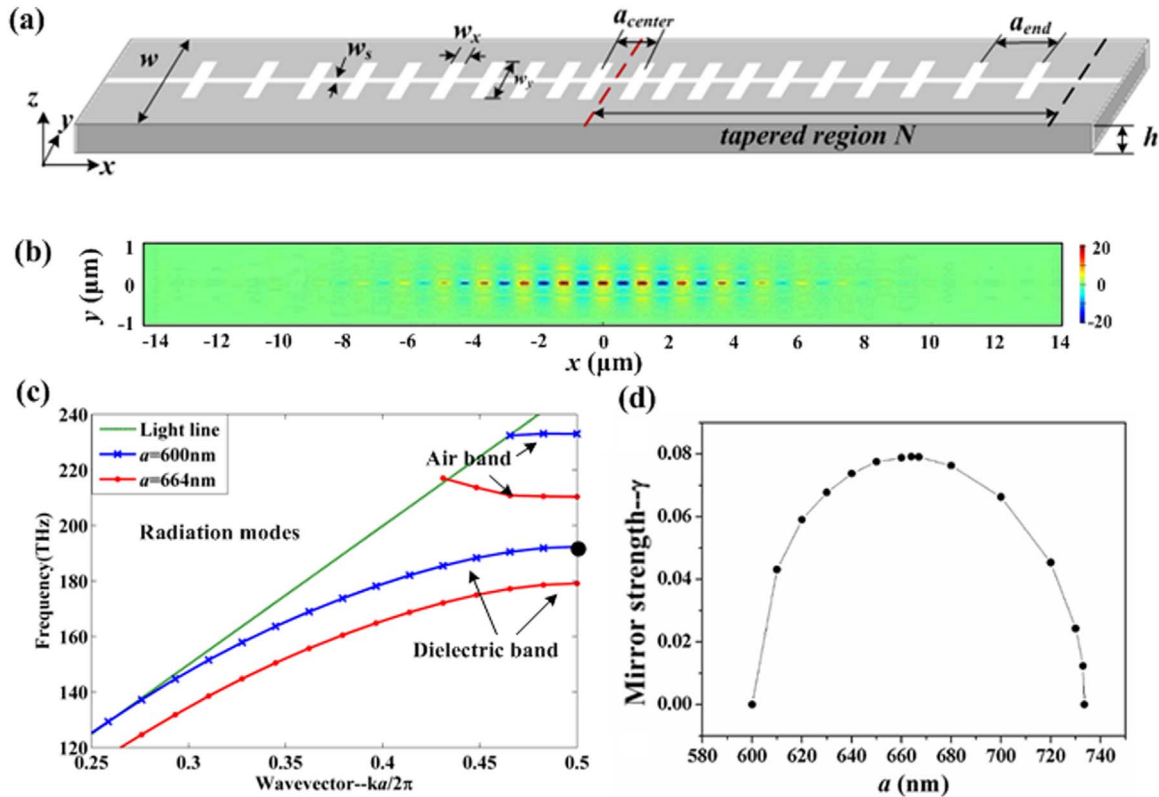 (a)
w
w_s
w_x
w_y
a_center
a_end
z
y
x
tapered region N
h
(b)
y (μm)
1
0
-1
-14 -12 -10 -8 -6 -4 -2 0 2 4 6 8 10 12 14
x (μm)
20
0
-20
(c)
Frequency(THz)
240
220
200
180
160
140
120
Light line
a=600nm
a=664nm
Air band
Radiation modes
Dielectric band
0.25 0.3 0.35 0.4 0.45 0.5
Wavevector--ka/2π
(d)
Mirror strength--γ
0.08
0.06
0.04
0.02
0.00
580 600 620 640 660 680 700 720 740
a (nm)